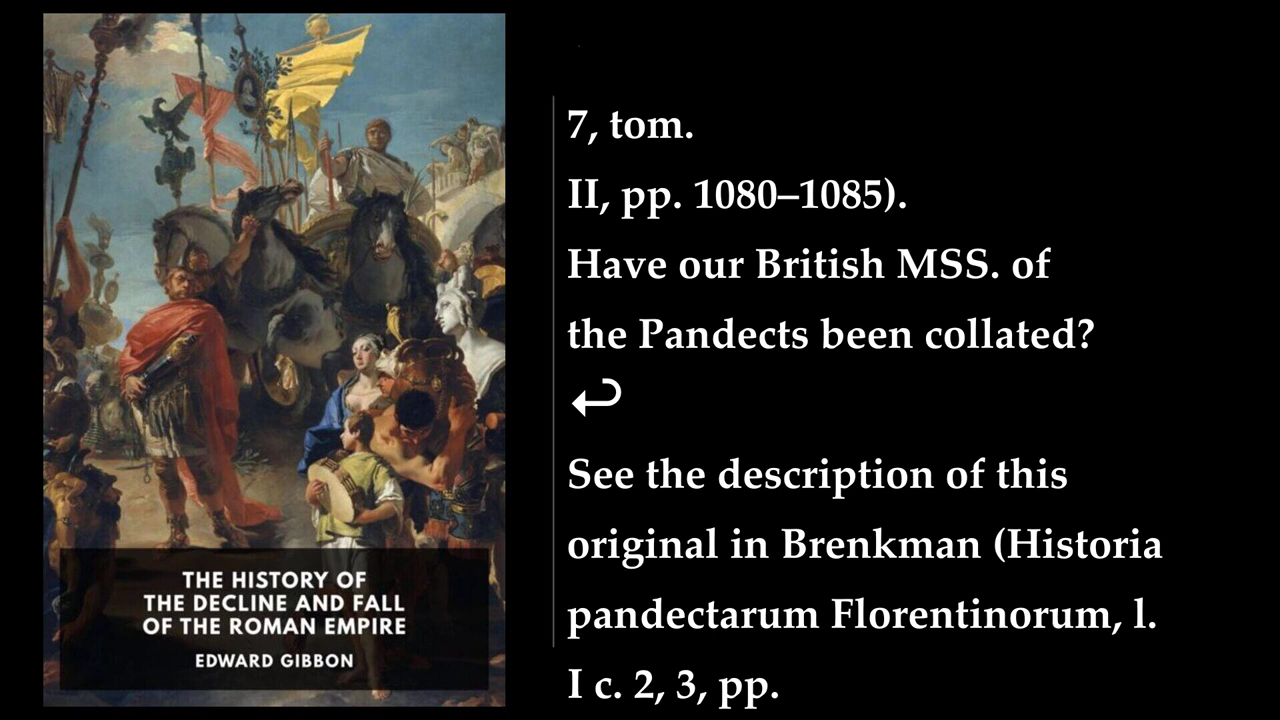 THE HISTORY OF
THE DECLINE AND FALL
OF THE ROMAN EMPIRE
EDWARD GIBBON
7, tom.
II, pp. 1080–1085).
Have our British MSS. of
the Pandects been collated?
↩
See the description of this
original in Brenkman (Historia
pandectarum Florentinorum, l.
I c. 2, 3, pp.